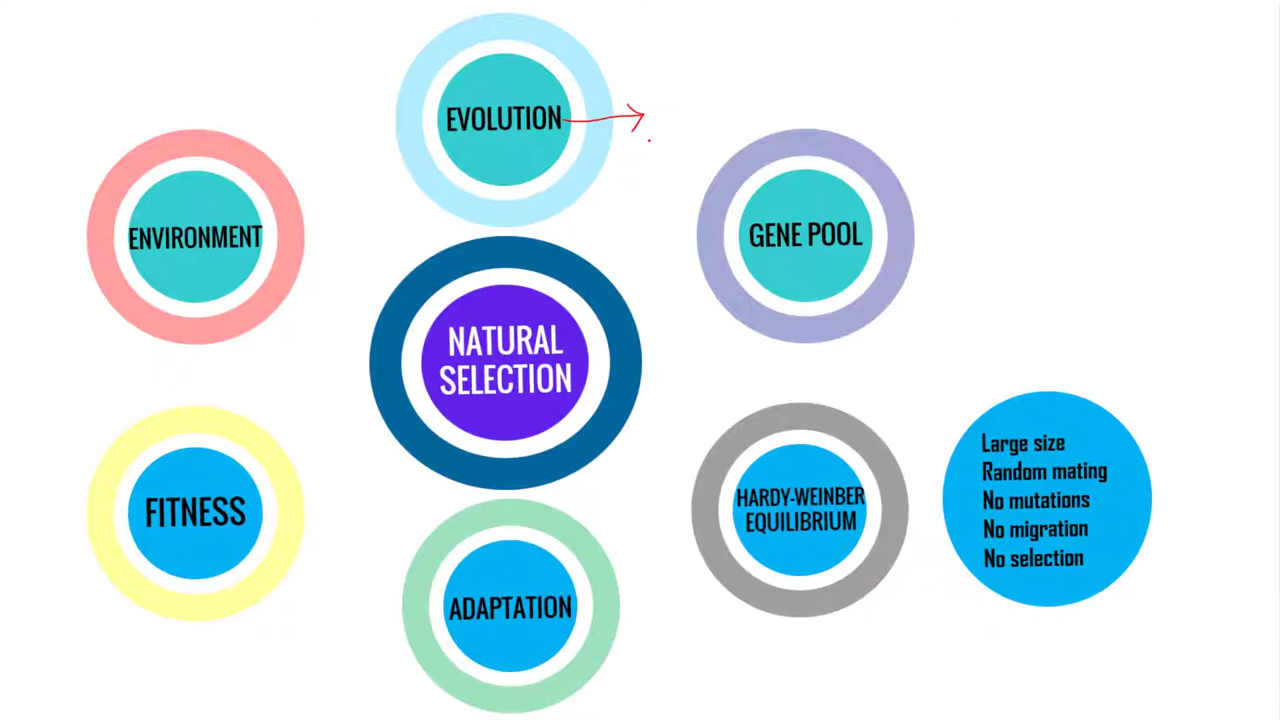 EVOLUTION
ENVIRONMENT
GENE POOL
NATURAL
SELECTION
FITNESS
HARDY-WEINBER
EQUILIBRIUM
Large size
Random mating
No mutations
No migration
No selection
ADAPTATION